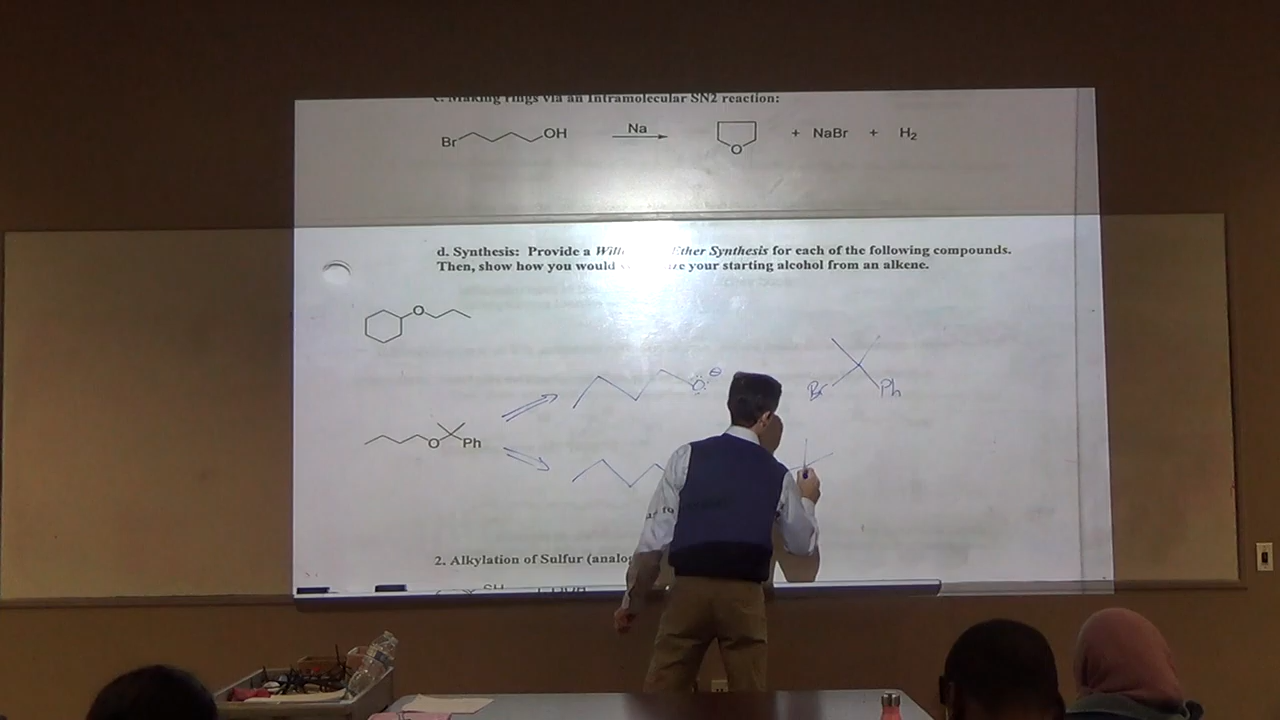 c. Making rings via an Intramolecular SN2 reaction:
Br OH Na O + NaBr + H2
d. Synthesis: Provide a Ether Synthesis for each of the following compounds.
Then, show how you would your starting alcohol from an alkene.
O
O ⊖
Br Ph
O Ph
2. Alkylation of Sulfur
SH